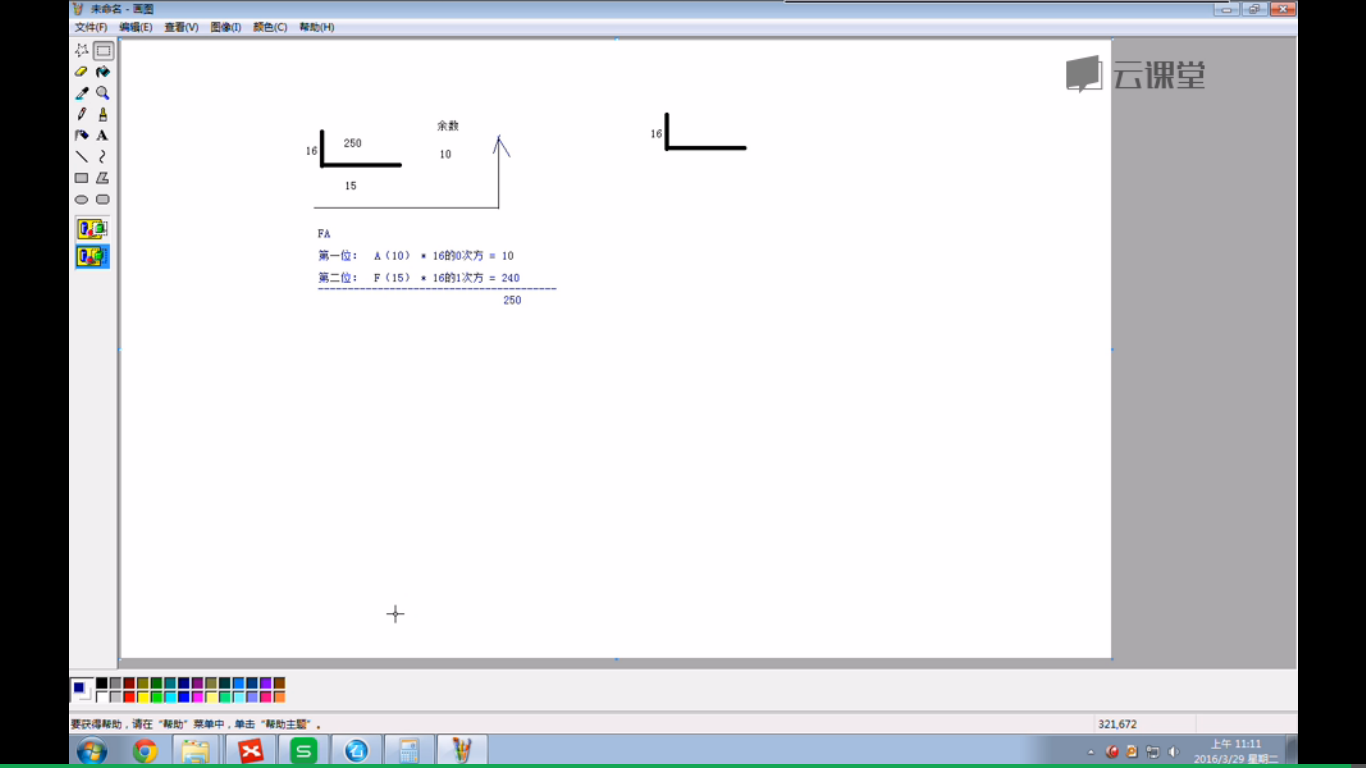 未命名 - 画图
文件(F) 编辑(E) 查看(V) 图像(I) 颜色(C) 帮助(H)
云课堂
余数
16 250 10
15
16
FA
第一位： A（10） * 16的0次方 = 10
第二位： F（15） * 16的1次方 = 240
----------------------------------------
250
要获得帮助，请在“帮助”菜单中，单击“帮助主题”。
321,672
上午 11:11
2016/3/29 星期二